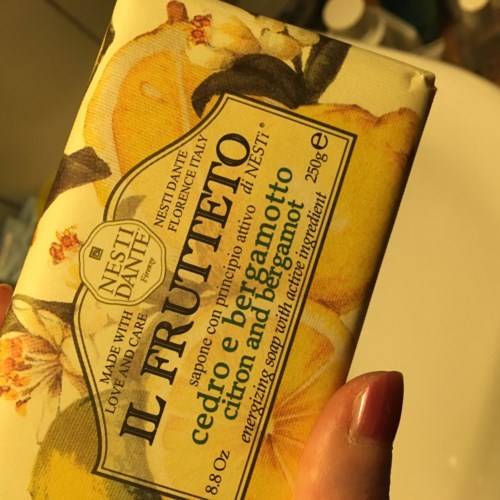 NESTI
DANTE
Firenze
MADE WITH
LOVE AND CARE
NESTI DANTE
FLORENCE ITALY
IL FRUTTETO
di NESTi®
sapone con principio attivo
cedro e bergamotto
citron and bergamot
energizing soap with active ingredient
8.8 Oz
250g ℮